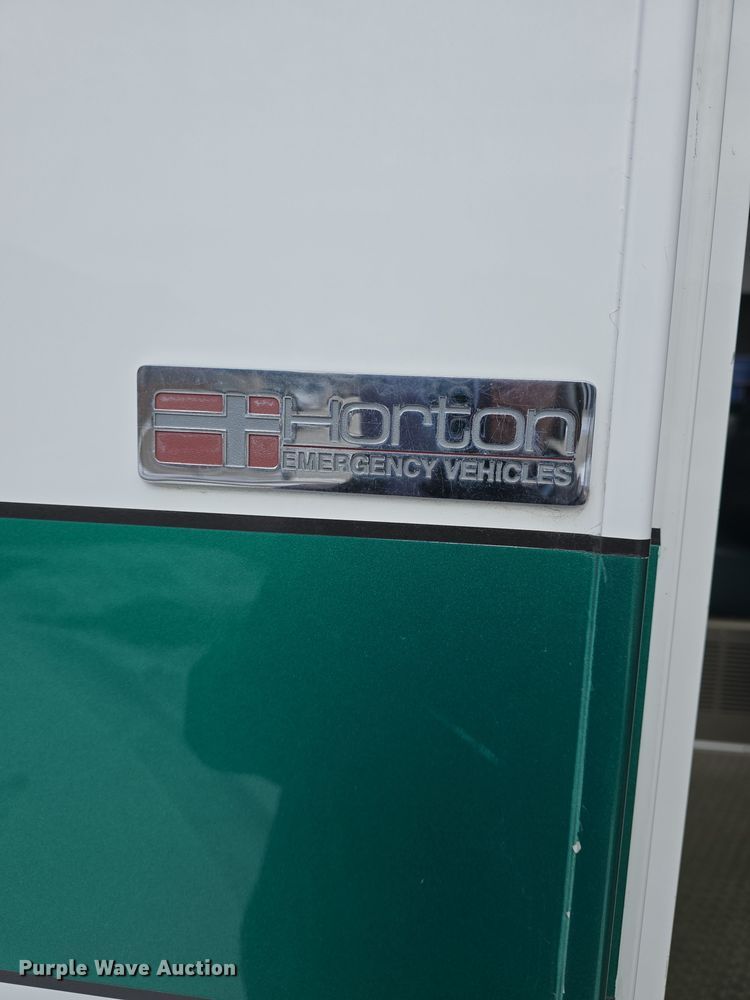 Horton
EMERGENCY VEHICLES
Purple Wave Auction